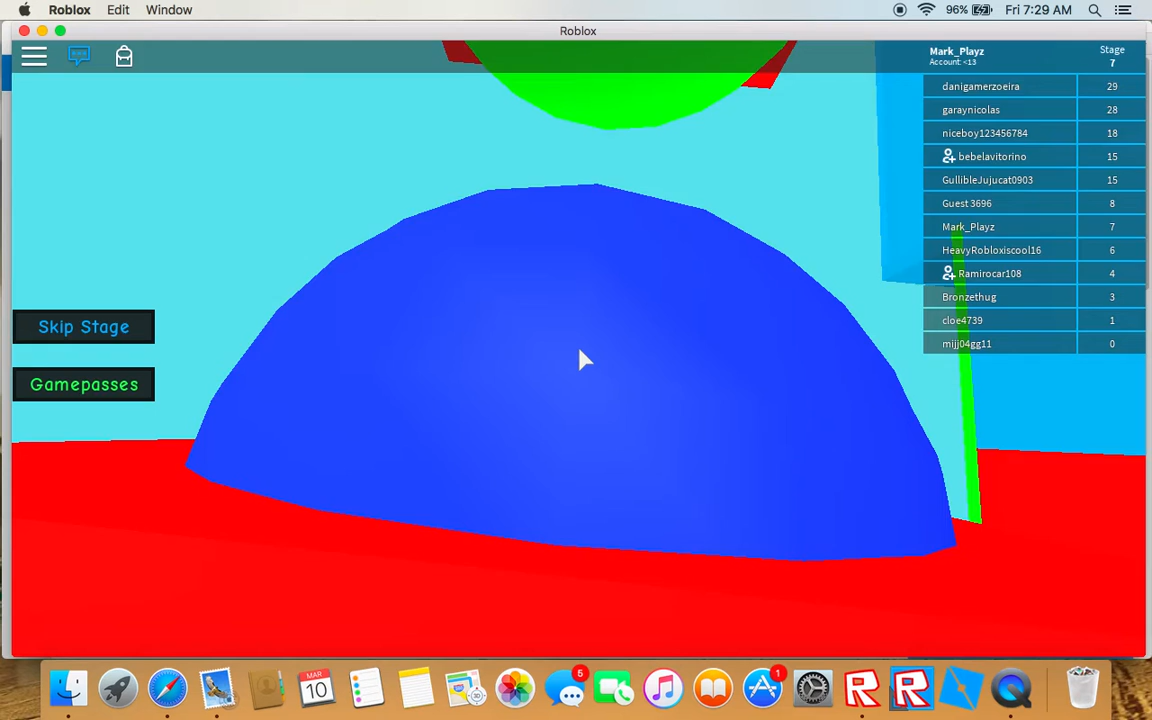 Roblox Edit Window 96% Fri 7:29 AM
Roblox
Mark_Playz Stage
Account: <13 7
danigamerzoeira 29
garaynicolas 28
niceboy123456784 18
bebelavitorino 15
GullibleJujucat0903 15
Guest 3696 8
Mark_Playz 7
HeavyRobloxiscool16 6
Ramirocar108 4
Bronzethug 3
cloe4739 1
mijj04gg11 0
Skip Stage
Gamepasses
MAR
10
5
1